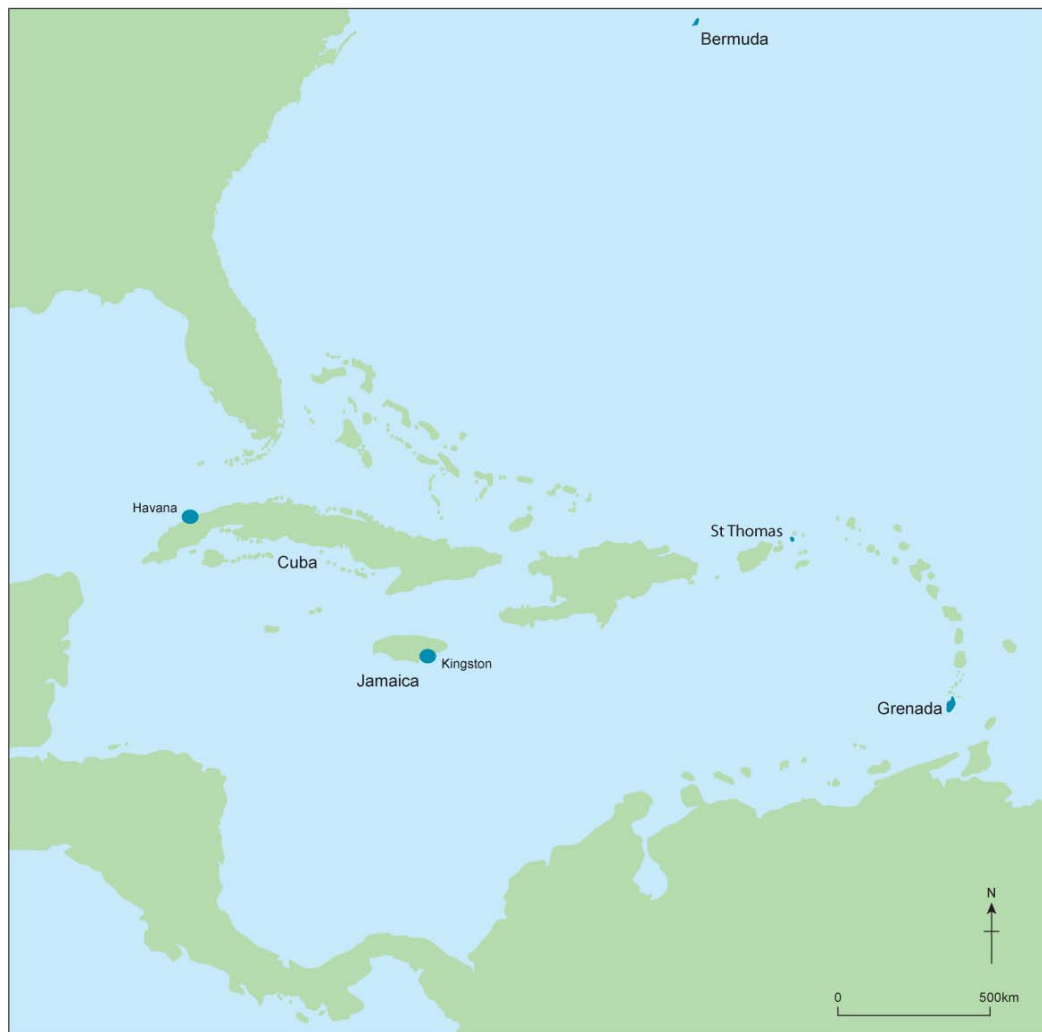 Bermuda
Havana
St Thomas
Cuba
Kingston
Jamaica
Grenada
N
0 500km